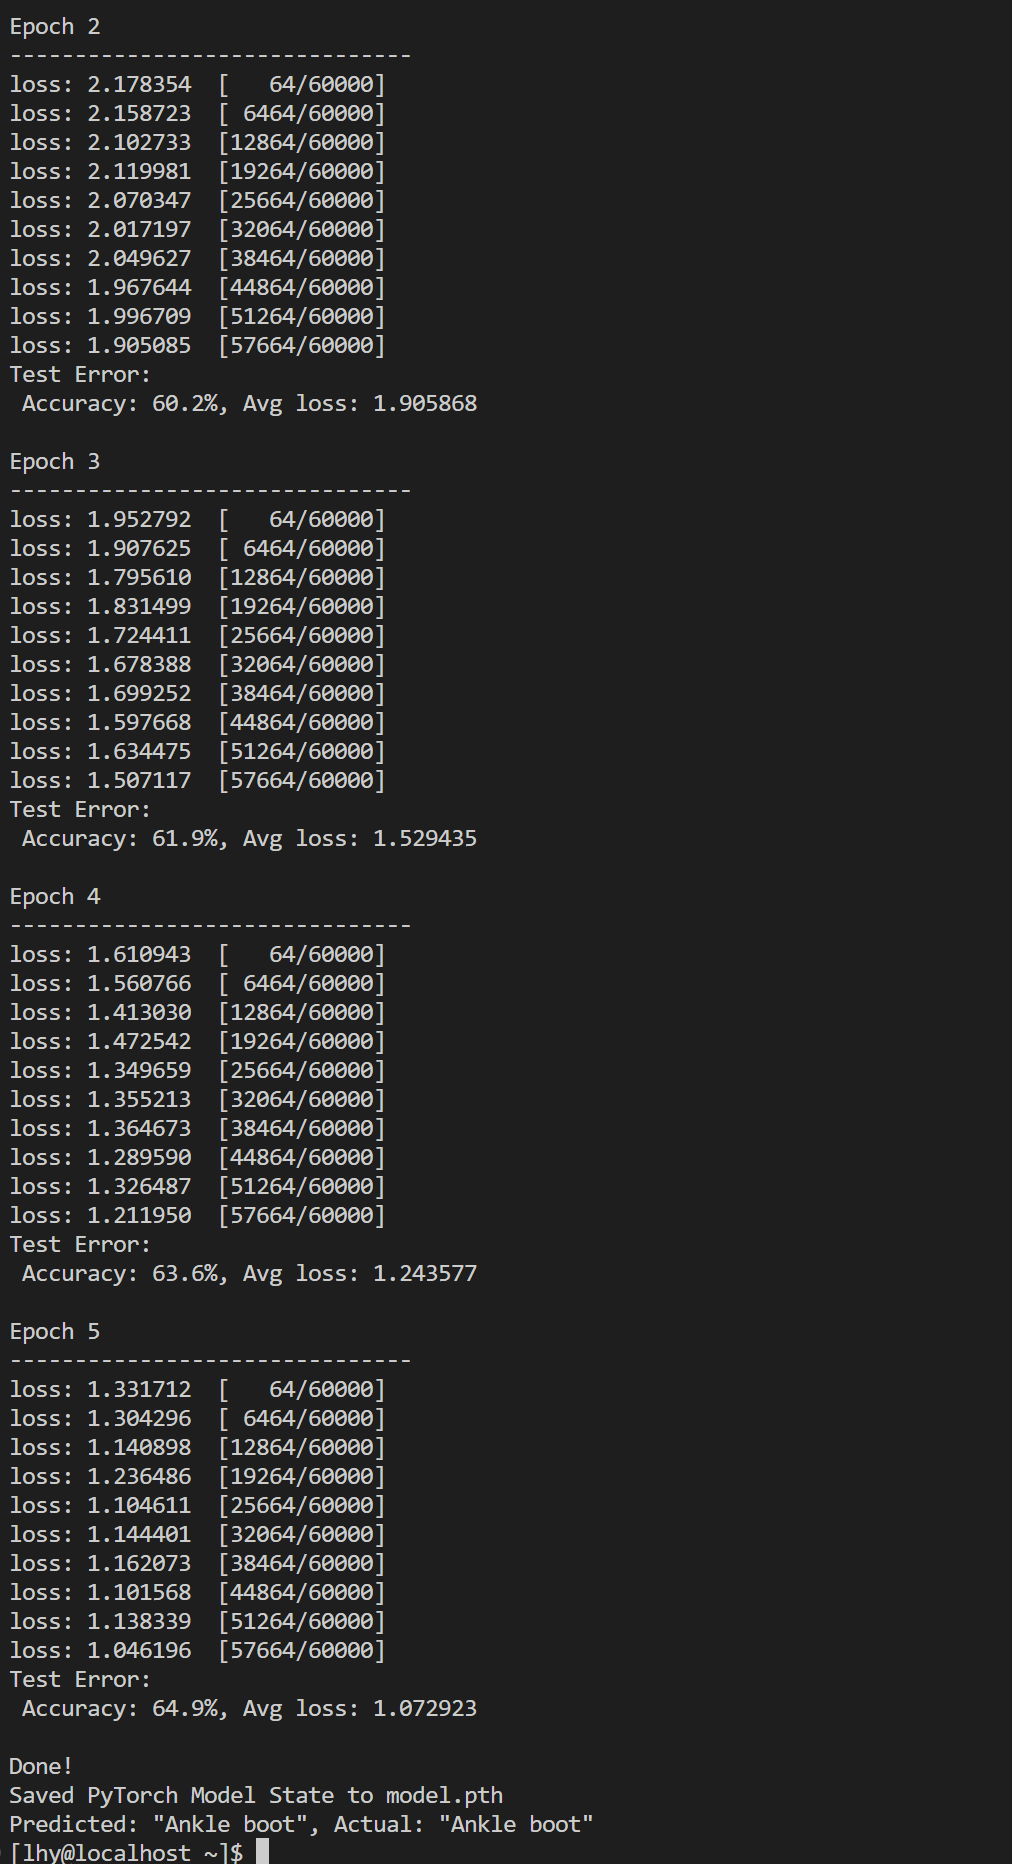 Epoch 2
-------------------------------
loss: 2.178354  [   64/60000]
loss: 2.158723  [ 6464/60000]
loss: 2.102733  [12864/60000]
loss: 2.119981  [19264/60000]
loss: 2.070347  [25664/60000]
loss: 2.017197  [32064/60000]
loss: 2.049627  [38464/60000]
loss: 1.967644  [44864/60000]
loss: 1.996709  [51264/60000]
loss: 1.905085  [57664/60000]
Test Error:
 Accuracy: 60.2%, Avg loss: 1.905868

Epoch 3
-------------------------------
loss: 1.952792  [   64/60000]
loss: 1.907625  [ 6464/60000]
loss: 1.795610  [12864/60000]
loss: 1.831499  [19264/60000]
loss: 1.724411  [25664/60000]
loss: 1.678388  [32064/60000]
loss: 1.699252  [38464/60000]
loss: 1.597668  [44864/60000]
loss: 1.634475  [51264/60000]
loss: 1.507117  [57664/60000]
Test Error:
 Accuracy: 61.9%, Avg loss: 1.529435

Epoch 4
-------------------------------
loss: 1.610943  [   64/60000]
loss: 1.560766  [ 6464/60000]
loss: 1.413030  [12864/60000]
loss: 1.472542  [19264/60000]
loss: 1.349659  [25664/60000]
loss: 1.355213  [32064/60000]
loss: 1.364673  [38464/60000]
loss: 1.289590  [44864/60000]
loss: 1.326487  [51264/60000]
loss: 1.211950  [57664/60000]
Test Error:
 Accuracy: 63.6%, Avg loss: 1.243577

Epoch 5
-------------------------------
loss: 1.331712  [   64/60000]
loss: 1.304296  [ 6464/60000]
loss: 1.140898  [12864/60000]
loss: 1.236486  [19264/60000]
loss: 1.104611  [25664/60000]
loss: 1.144401  [32064/60000]
loss: 1.162073  [38464/60000]
loss: 1.101568  [44864/60000]
loss: 1.138339  [51264/60000]
loss: 1.046196  [57664/60000]
Test Error:
 Accuracy: 64.9%, Avg loss: 1.072923

Done!
Saved PyTorch Model State to model.pth
Predicted: "Ankle boot", Actual: "Ankle boot"
[lhy@localhost ~]$